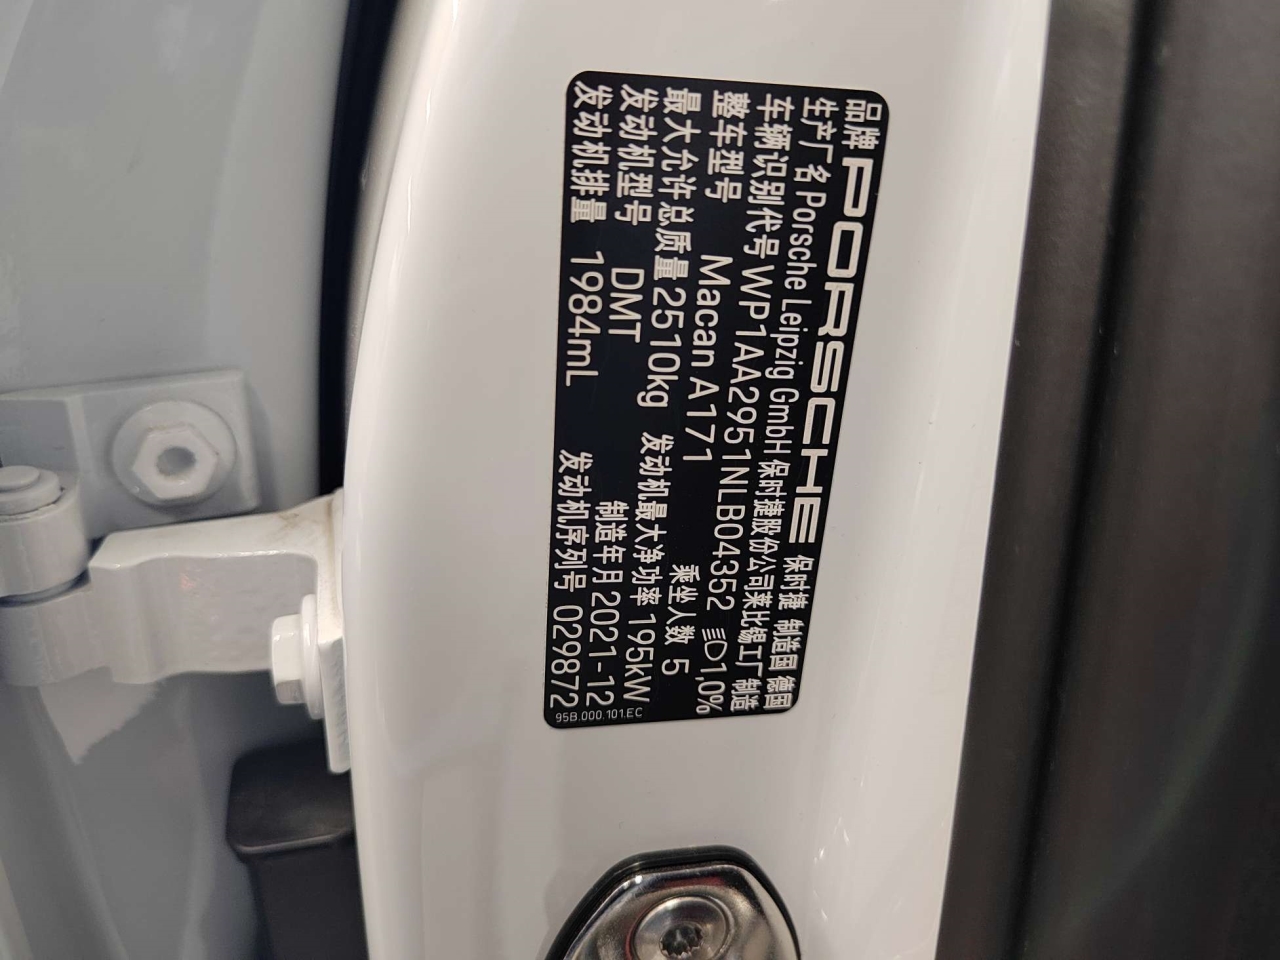 品牌 PORSCHE 保时捷 制造国 德国
生产厂名 Porsche Leipzig GmbH 保时捷股份公司莱比锡工厂 制造
车辆识别代号 WP1AA2951NLB04352 1,0%
整车型号 Macan A171 乘坐人数 5
最大允许总质量 2510kg 发动机最大净功率 195kW
发动机型号 DMT 制造年月 2021-12
发动机排量 1984mL 发动机序列号 029872
95B.000.101.EC